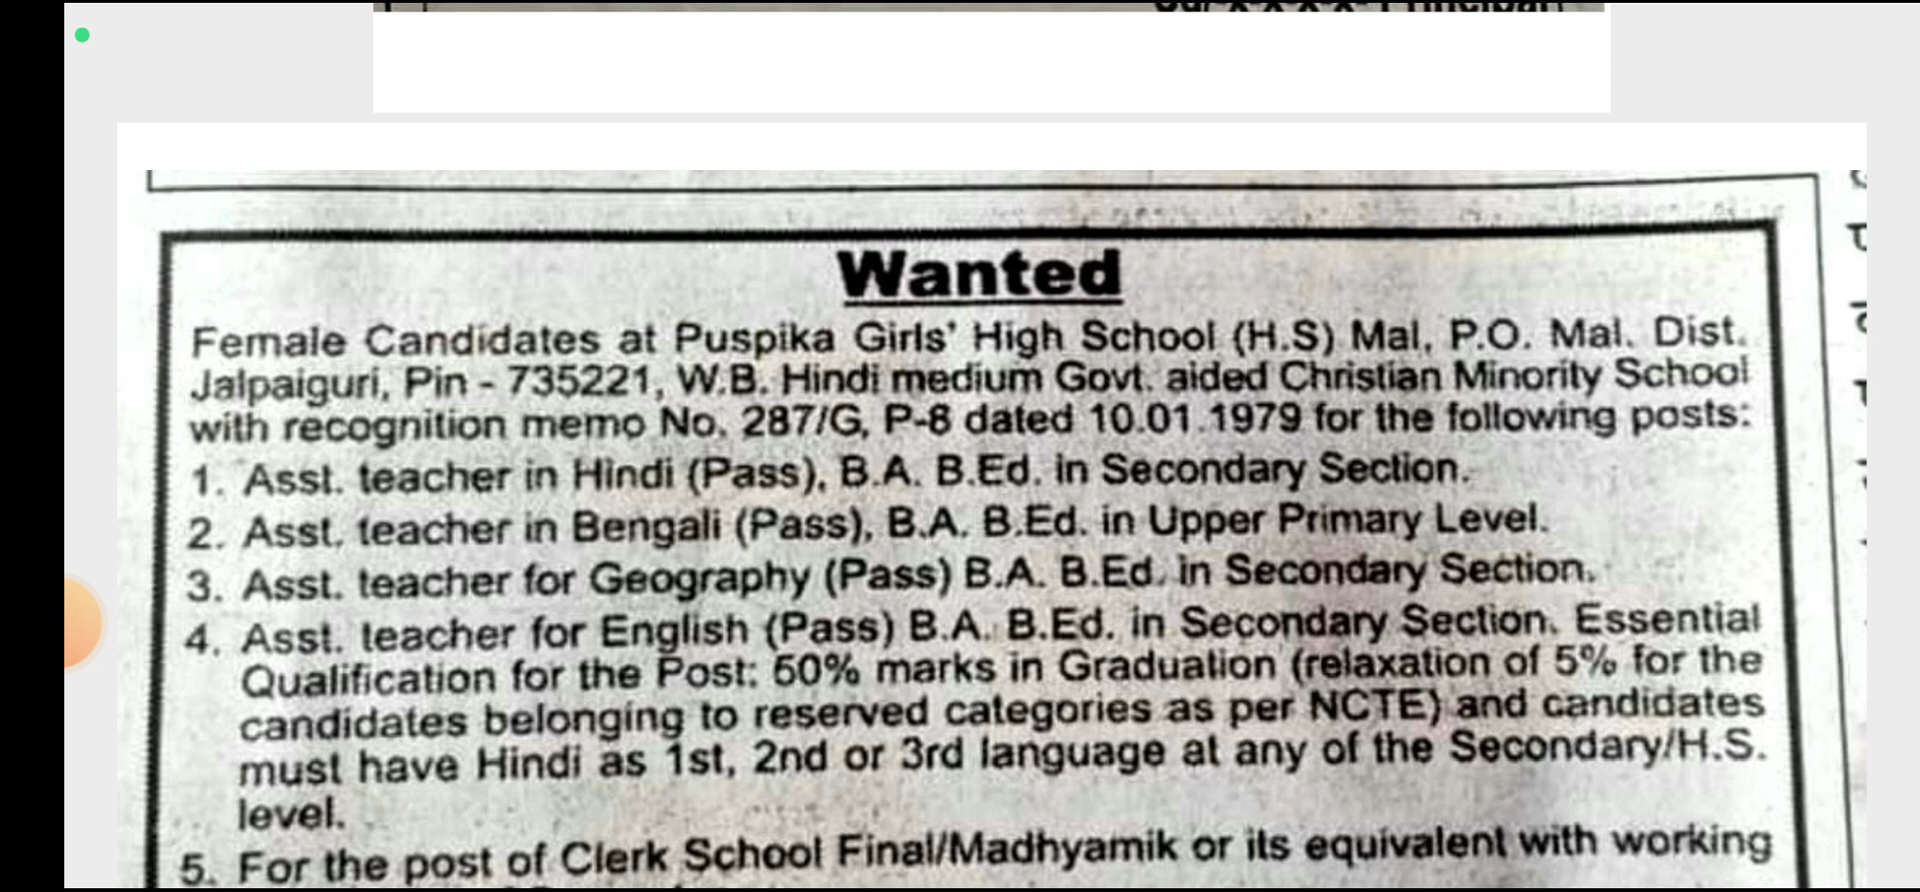 Principal
Wanted
Female Candidates at Puspika Girls' High School (H.S) Mal, P.O. Mal. Dist.
Jalpaiguri, Pin - 735221, W.B. Hindi medium Govt. aided Christian Minority School
with recognition memo No. 287/G, P-8 dated 10.01.1979 for the following posts:
1. Asst. teacher in Hindi (Pass), B.A. B.Ed. in Secondary Section.
2. Asst. teacher in Bengali (Pass), B.A. B.Ed. in Upper Primary Level.
3. Asst. teacher for Geography (Pass) B.A. B.Ed. in Secondary Section.
4. Asst. teacher for English (Pass) B.A. B.Ed. in Secondary Section. Essential
Qualification for the Post: 50% marks in Graduation (relaxation of 5% for the
candidates belonging to reserved categories as per NCTE) and candidates
must have Hindi as 1st, 2nd or 3rd language at any of the Secondary/H.S.
level.
5. For the post of Clerk School Final/Madhyamik or its equivalent with working